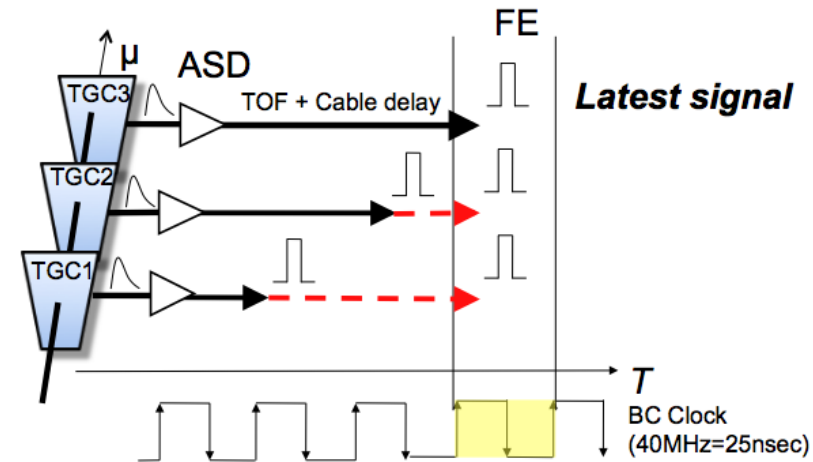 FE
μ
ASD
TGC3
TOF + Cable delay
Latest signal
TGC2
TGC1
T
BC Clock
(40MHz=25nsec)